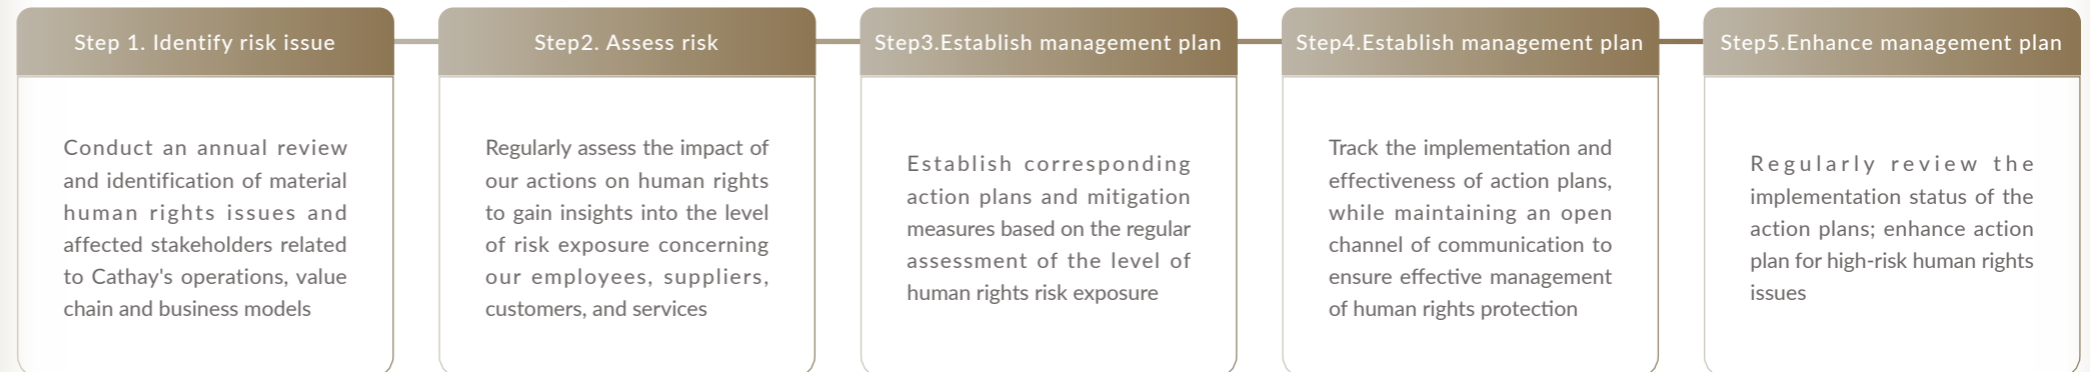 Step 1. Identify risk issue
Conduct an annual review
and identification of material
human rights issues and
affected stakeholders related
to Cathay's operations, value
chain and business models
Step2. Assess risk
Regularly assess the impact of
our actions on human rights
to gain insights into the level
of risk exposure concerning
our employees, suppliers,
customers, and services
Step3.Establish management plan
Establish corresponding
action plans and mitigation
measures based on the regular
assessment of the level of
human rights risk exposure
Step4.Establish management plan
Track the implementation and
effectiveness of action plans,
while maintaining an open
channel of communication to
ensure effective management
of human rights protection
Step5.Enhance management plan
Regularly review the
implementation status of the
action plans; enhance action
plan for high-risk human rights
issues